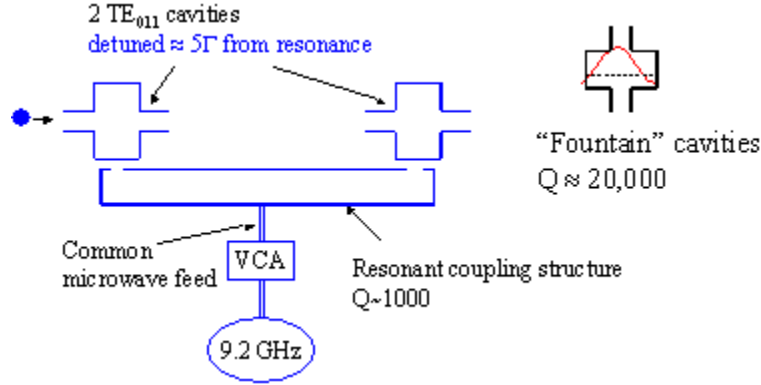 2 TE₀₁₁ cavities
detuned ≈ 5Γ from resonance
“Fountain” cavities
Q ≈ 20,000
Common
microwave feed
VCA
Resonant coupling structure
Q~1000
9.2 GHz